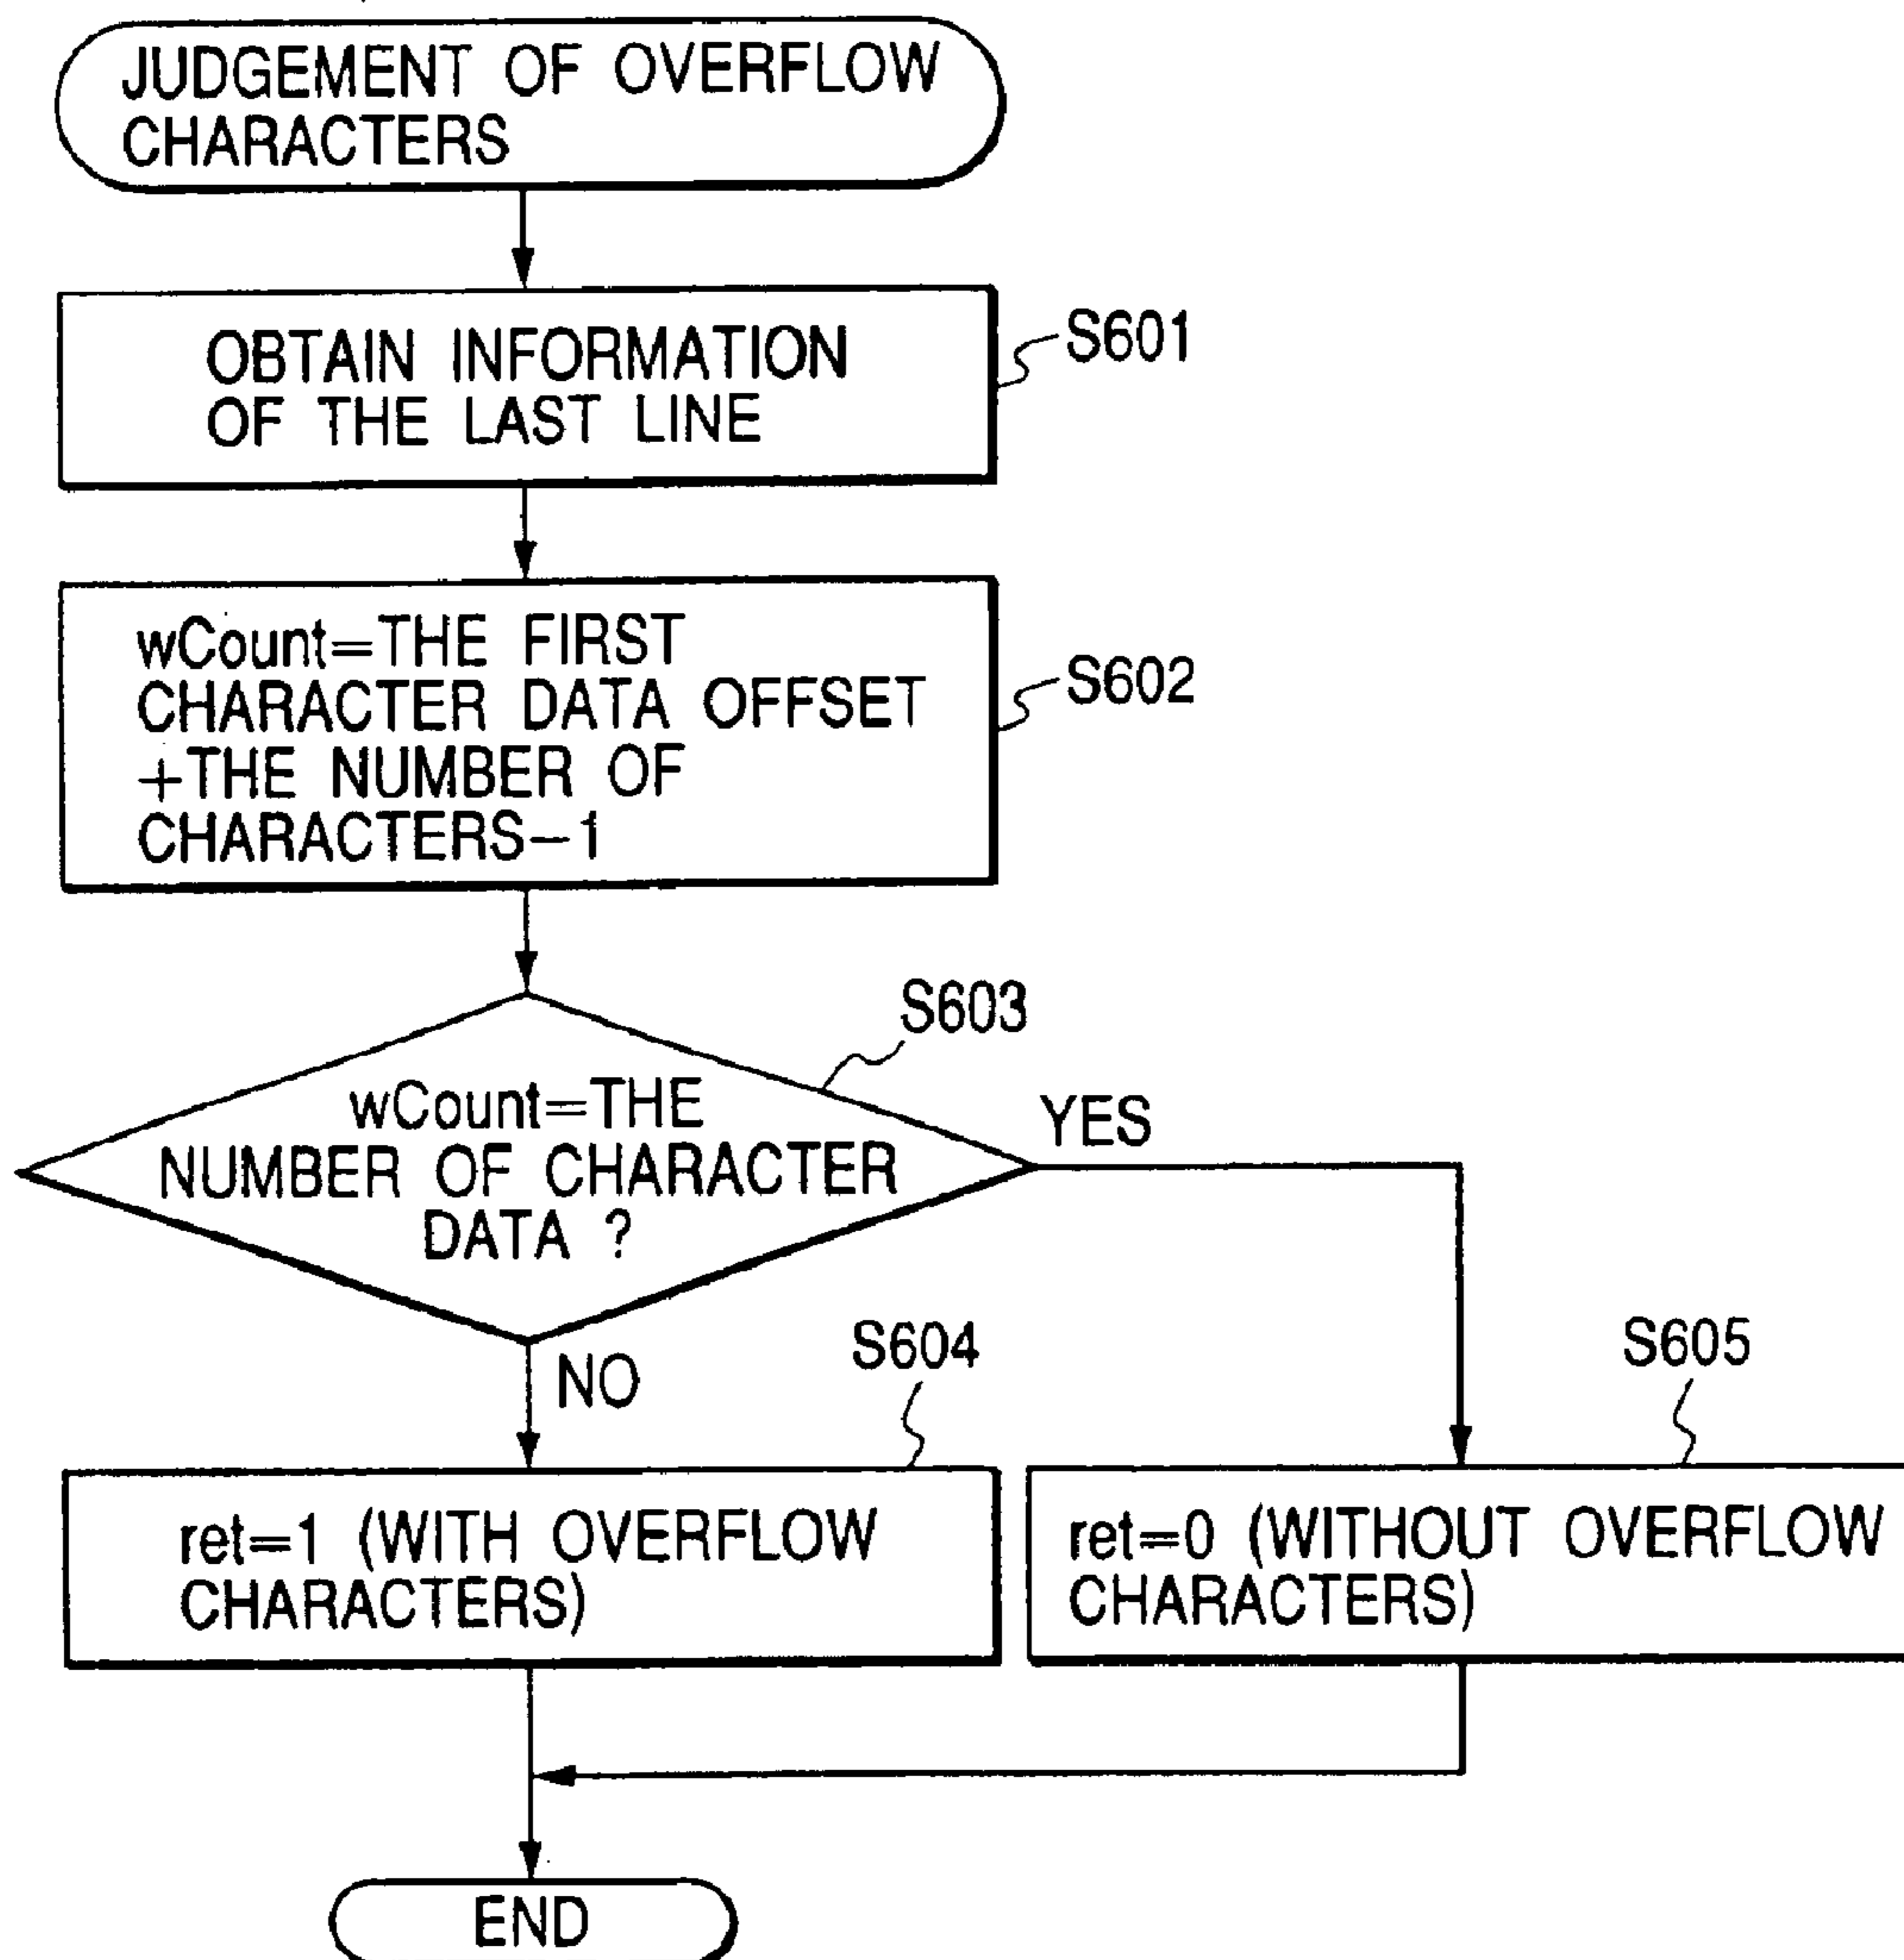 JUDGEMENT OF OVERFLOW
CHARACTERS
OBTAIN INFORMATION
OF THE LAST LINE
S601
wCount=THE FIRST
CHARACTER DATA OFFSET
+THE NUMBER OF
CHARACTERS-1
S602
S603
wCount=THE
NUMBER OF CHARACTER
DATA ?
YES
NO
S604
S605
ret=1 (WITH OVERFLOW
CHARACTERS)
ret=0 (WITHOUT OVERFLOW
CHARACTERS)
END